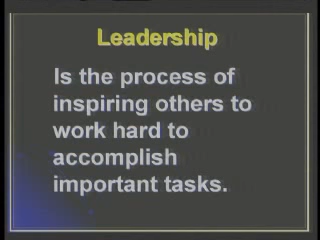 Leadership
Is the process of
inspiring others to
work hard to
accomplish
important tasks.